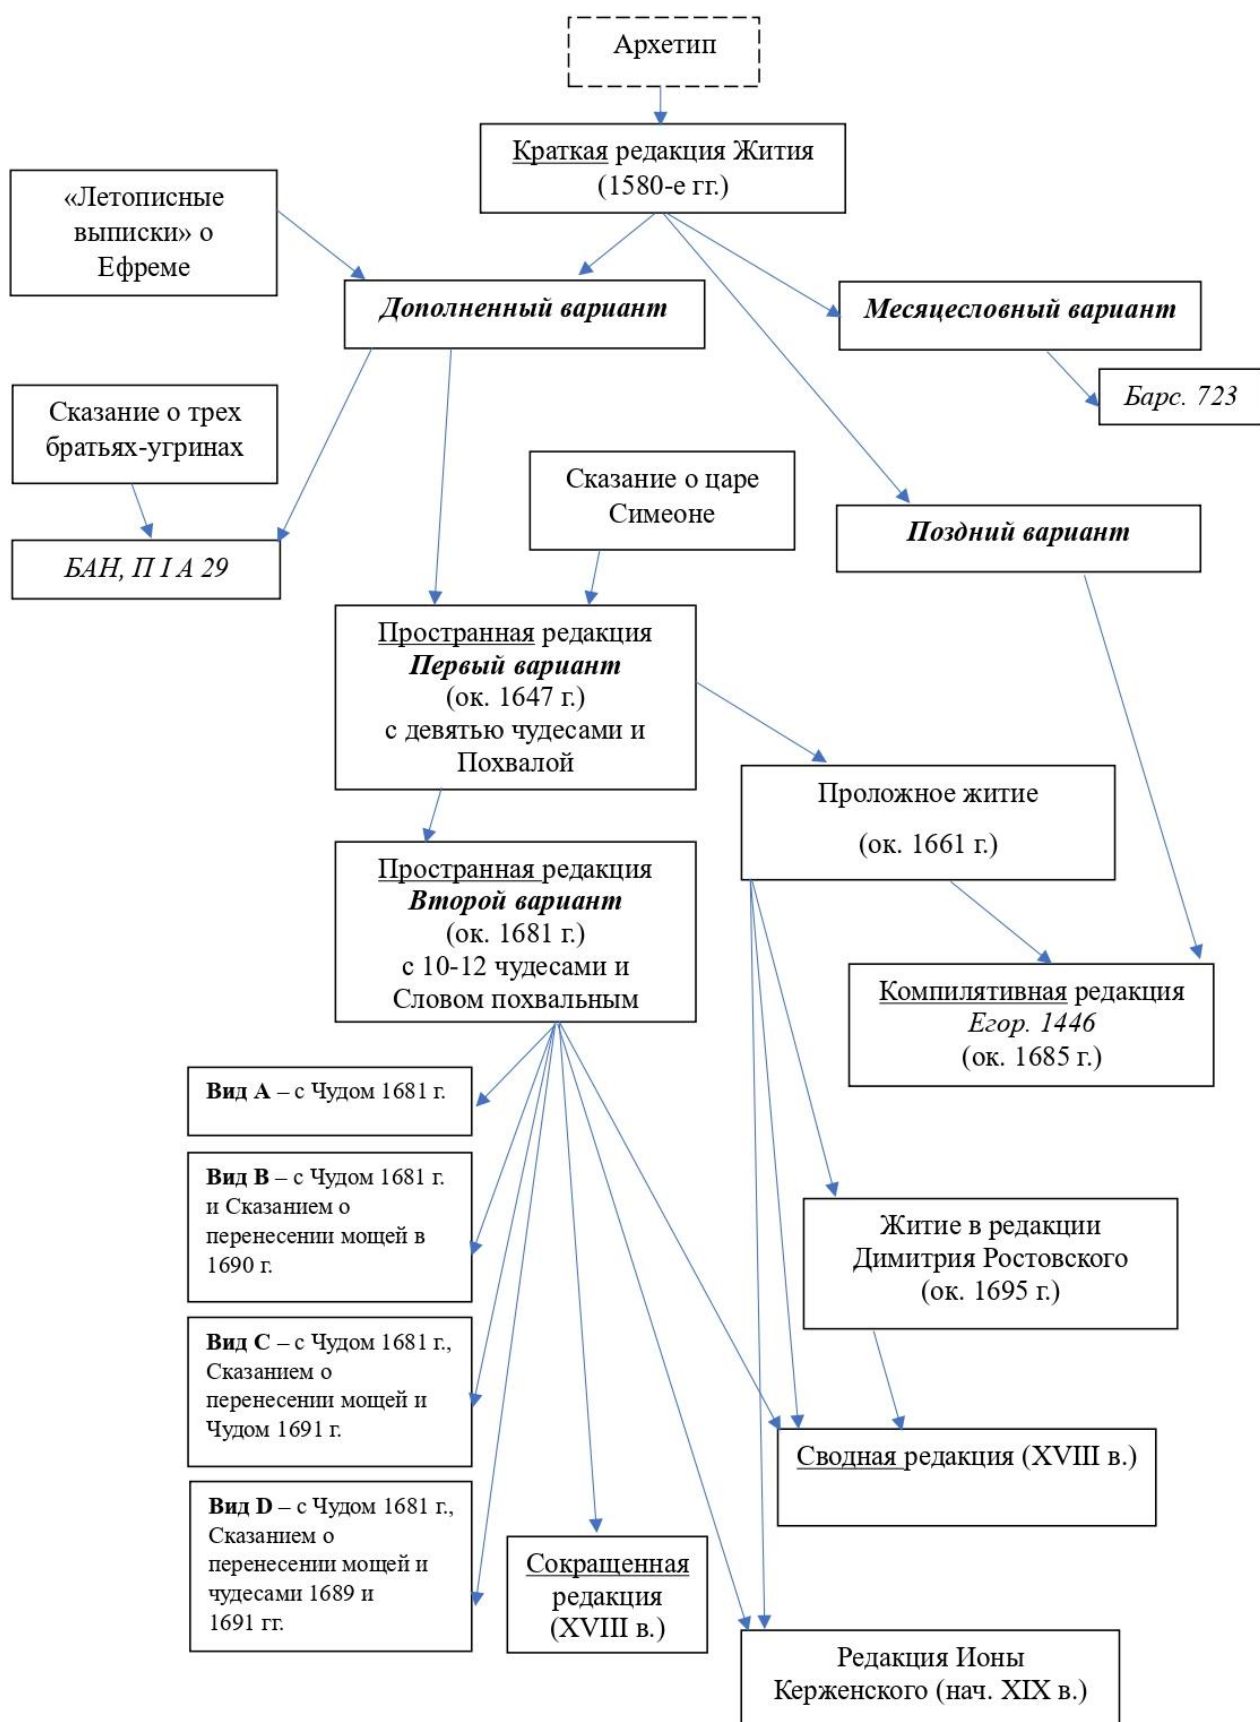 Архетип
Краткая редакция Жития
(1580-е гг.)
«Летописные
выписки» о
Ефреме
Дополненный вариант
Месяцесловный вариант
Барс. 723
Сказание о трех
братьях-угринах
Сказание о царе
Симеоне
Поздний вариант
БАН, П I А 29
Пространная редакция
Первый вариант
(ок. 1647 г.)
с девятью чудесами и
Похвалой
Проложное житие
(ок. 1661 г.)
Пространная редакция
Второй вариант
(ок. 1681 г.)
с 10-12 чудесами и
Словом похвальным
Компилятивная редакция
Егор. 1446
(ок. 1685 г.)
Вид A – с Чудом 1681 г.
Вид B – с Чудом 1681 г.
и Сказанием о
перенесении мощей в
1690 г.
Житие в редакции
Димитрия Ростовского
(ок. 1695 г.)
Вид C – с Чудом 1681 г.,
Сказанием о
перенесении мощей и
Чудом 1691 г.
Сводная редакция (XVIII в.)
Вид D – с Чудом 1681 г.,
Сказанием о
перенесении мощей и
чудесами 1689 и
1691 гг.
Сокращенная
редакция
(XVIII в.)
Редакция Ионы
Керженского (нач. XIX в.)